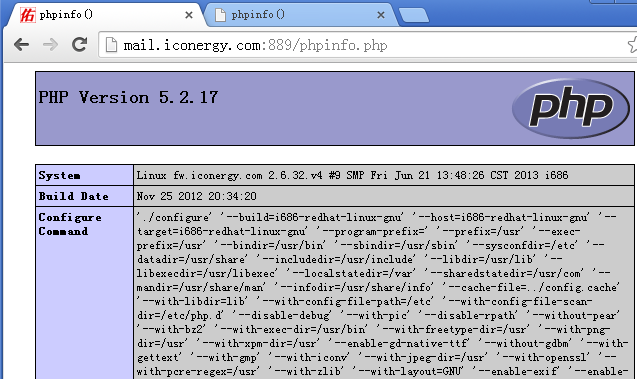 佑 phpinfo() phpinfo()
mail.iconergy.com:889/phpinfo.php
PHP Version 5.2.17
php
System Linux fw.iconergy.com 2.6.32.v4 #9 SMP Fri Jun 21 13:48:26 CST 2013 i686
Build Date Nov 25 2012 20:34:20
Configure './configure' '--build=i686-redhat-linux-gnu' '--host=i686-redhat-linux-gnu' '--
Command target=i686-redhat-linux-gnu' '--program-prefix=' '--prefix=/usr' '--exec-
prefix=/usr' '--bindir=/usr/bin' '--sbindir=/usr/sbin' '--sysconfdir=/etc' '--
datadir=/usr/share' '--includedir=/usr/include' '--libdir=/usr/lib' '--
libexecdir=/usr/libexec' '--localstatedir=/var' '--sharedstatedir=/usr/com' '--
mandir=/usr/share/man' '--infodir=/usr/share/info' '--cache-file=../config.cache'
'--with-libdir=lib' '--with-config-file-path=/etc' '--with-config-file-scan-
dir=/etc/php.d' '--disable-debug' '--with-pic' '--disable-rpath' '--without-pear'
'--with-bz2' '--with-exec-dir=/usr/bin' '--with-freetype-dir=/usr' '--with-png-
dir=/usr' '--with-xpm-dir=/usr' '--enable-gd-native-ttf' '--without-gdbm' '--with-
gettext' '--with-gmp' '--with-iconv' '--with-jpeg-dir=/usr' '--with-openssl' '--
with-pcre-regex=/usr' '--with-zlib' '--with-layout=GNU' '--enable-exif' '--enable-